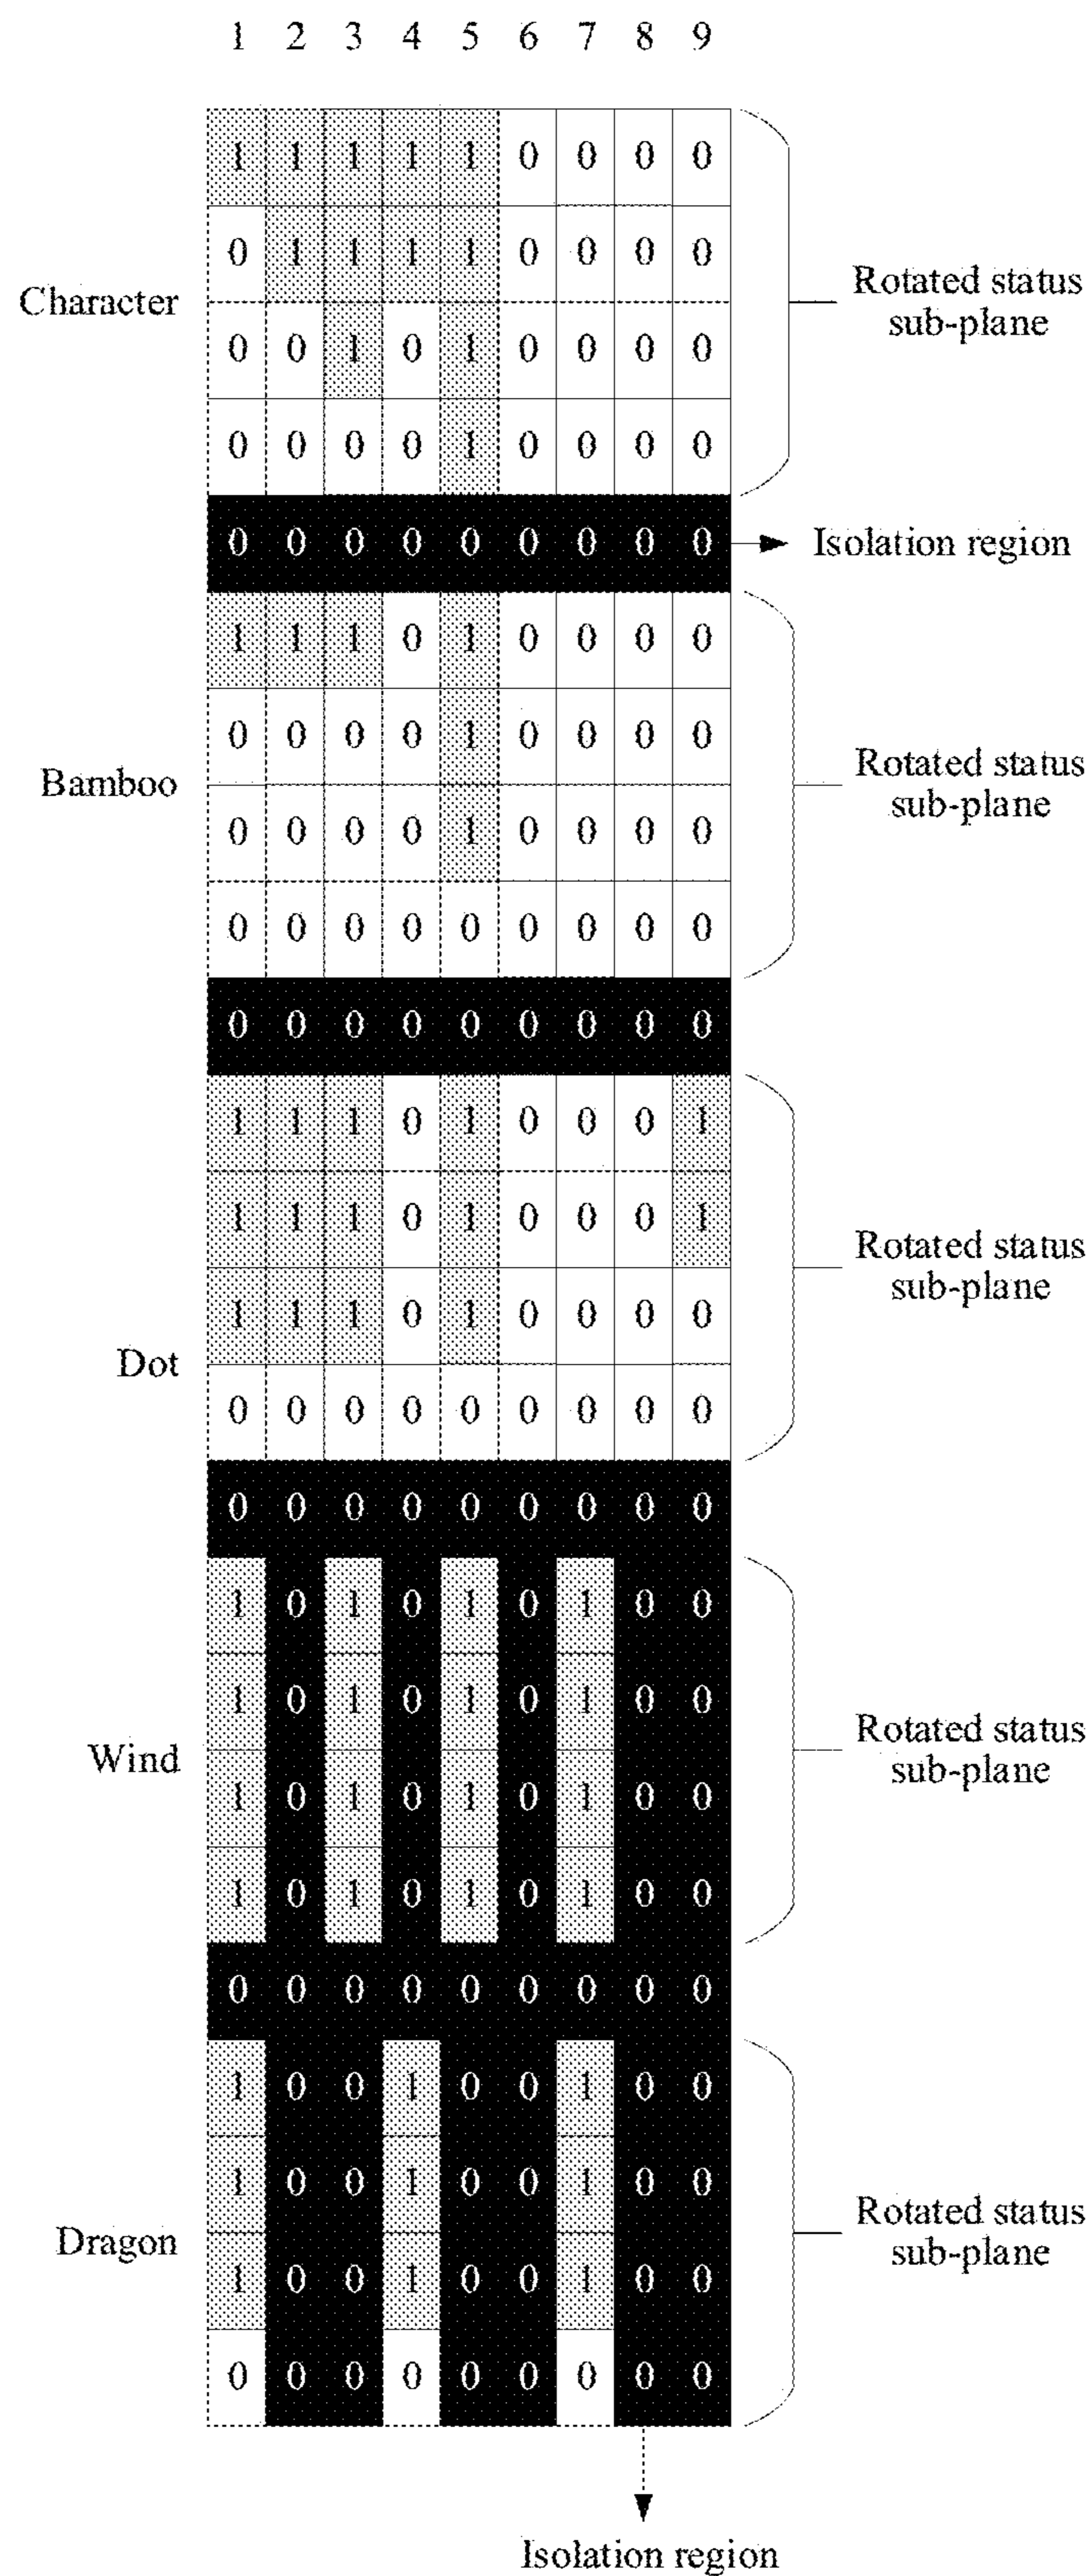 1 2 3 4 5 6 7 8 9
1 1 1 1 1 0 0 0 0
0 1 1 1 1 0 0 0 0
Character
Rotated status
sub-plane
0 0 1 0 1 0 0 0 0
0 0 0 0 1 0 0 0 0
0 0 0 0 0 0 0 0 0
Isolation region
1 1 1 0 1 0 0 0 0
0 0 0 0 1 0 0 0 0
Bamboo
Rotated status
sub-plane
0 0 0 0 1 0 0 0 0
0 0 0 0 0 0 0 0 0
0 0 0 0 0 0 0 0 0
1 1 1 0 1 0 0 0 1
1 1 1 0 1 0 0 0 1
Rotated status
sub-plane
1 1 1 0 1 0 0 0 0
Dot
0 0 0 0 0 0 0 0 0
0 0 0 0 0 0 0 0 0
1 0 1 0 1 0 1 0 0
1 0 1 0 1 0 1 0 0
Wind
Rotated status
sub-plane
1 0 1 0 1 0 1 0 0
1 0 1 0 1 0 1 0 0
0 0 0 0 0 0 0 0 0
1 0 0 1 0 0 1 0 0
1 0 0 1 0 0 1 0 0
Dragon
Rotated status
sub-plane
1 0 0 1 0 0 1 0 0
0 0 0 0 0 0 0 0 0
Isolation region